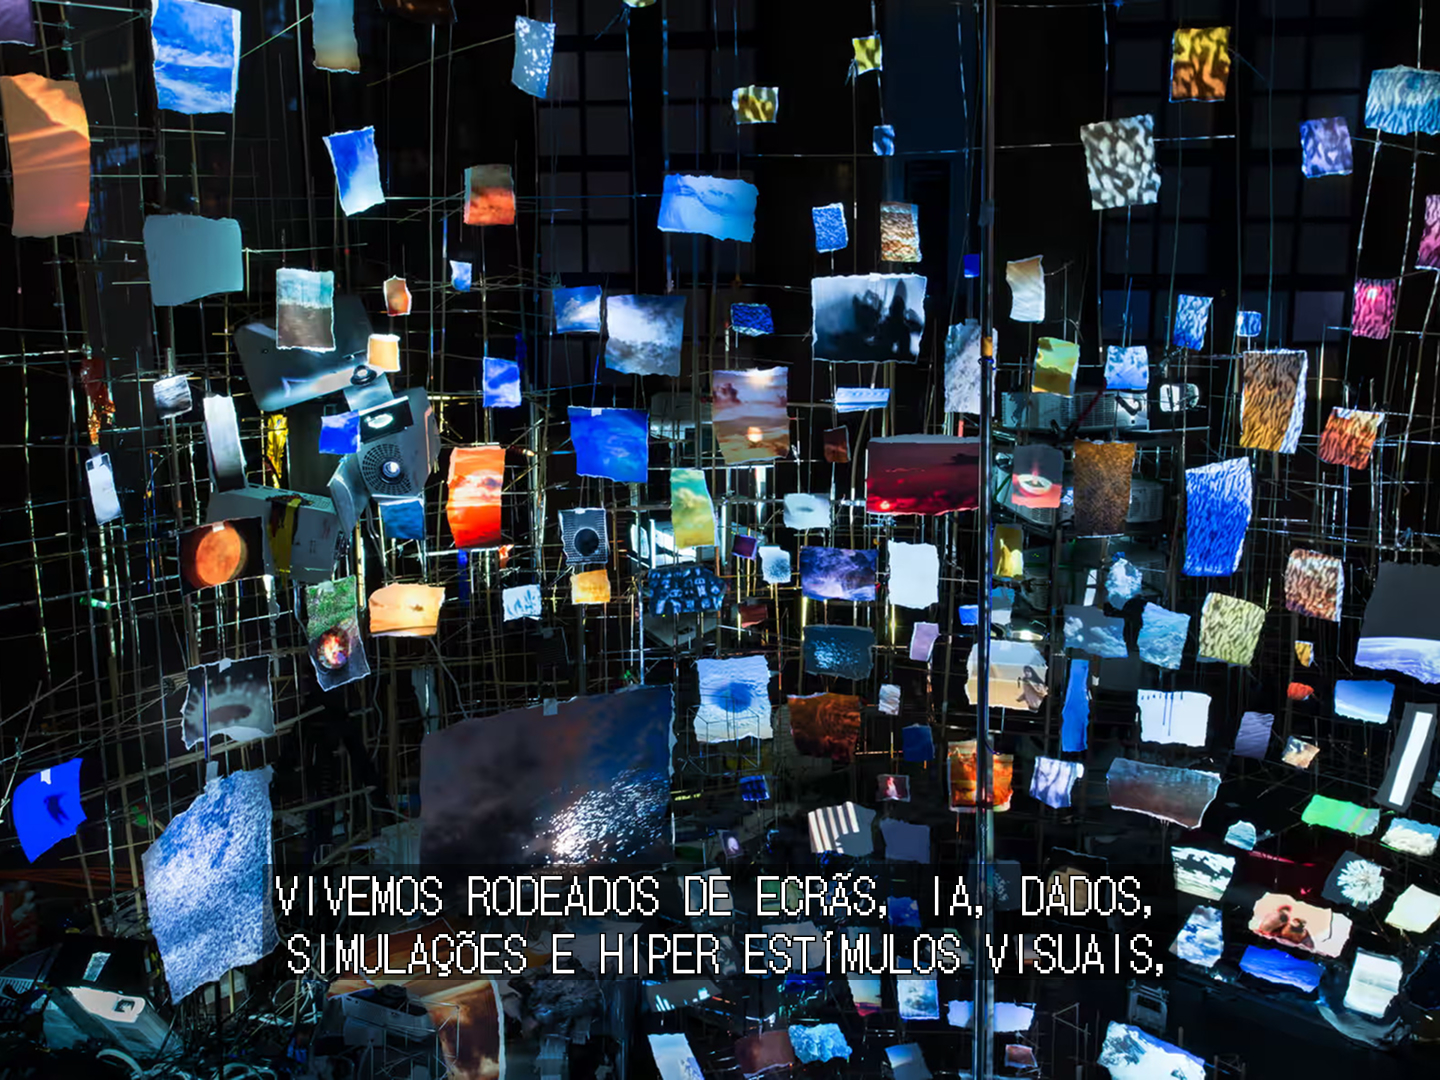 VIVEMOS RODEADOS DE ECRÃS, IA, DADOS,
SIMULAÇÕES E HIPER ESTÍMULOS VISUAIS,